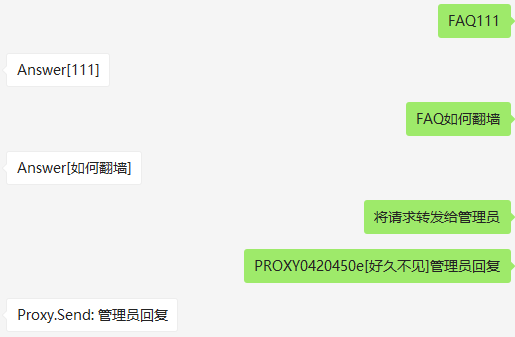 FAQ111
Answer[111]
FAQ如何翻墙
Answer[如何翻墙]
将请求转发给管理员
PROXY0420450e[好久不见]管理员回复
Proxy.Send: 管理员回复